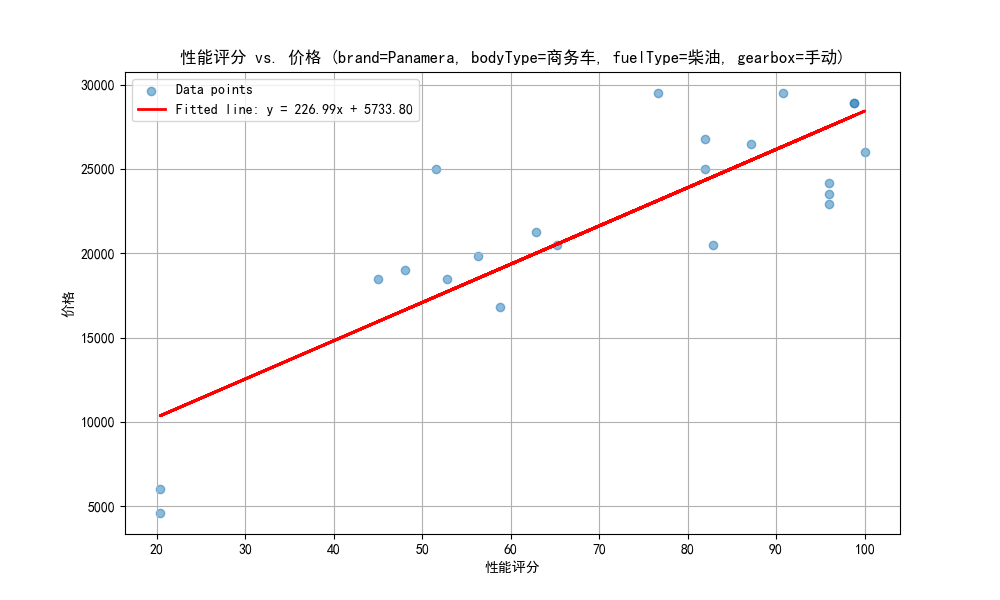 性能评分 vs. 价格 (brand=Panamera, bodyType=商务车, fuelType=柴油, gearbox=手动)
Data points
Fitted line: y = 226.99x + 5733.80
30000
25000
20000
15000
10000
5000
价格
20 30 40 50 60 70 80 90 100
性能评分